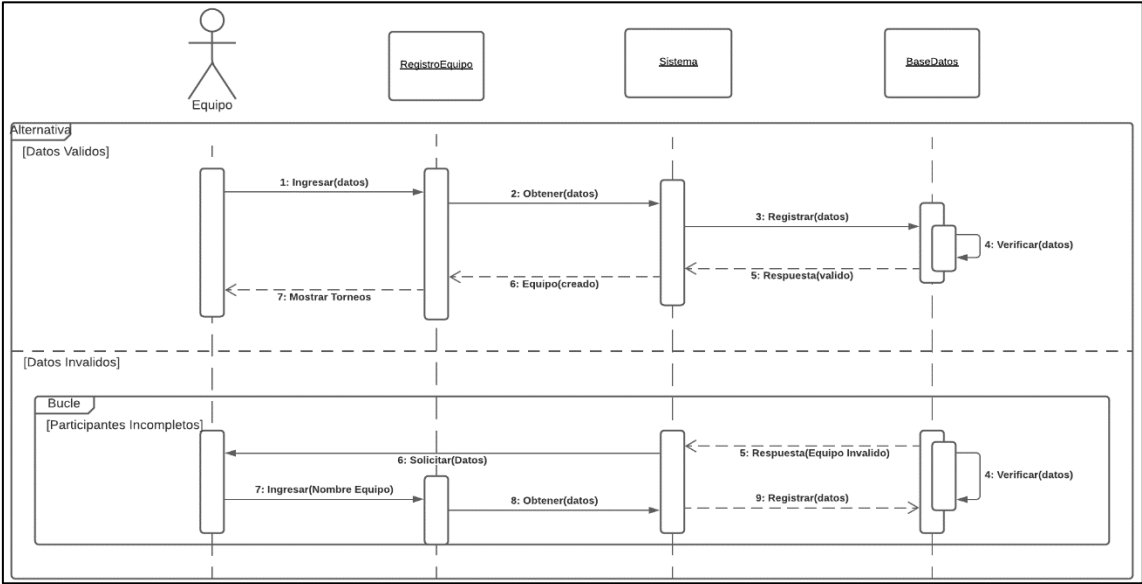 Equipo
RegistroEquipo
Sistema
BaseDatos
Alternativa
[Datos Validos]
1: Ingresar(datos)
2: Obtener(datos)
3: Registrar(datos)
4: Verificar(datos)
5: Respuesta(valido)
6: Equipo(creado)
7: Mostrar Torneos
[Datos Invalidos]
Bucle
[Participantes Incompletos]
5: Respuesta(Equipo Invalido)
6: Solicitar(Datos)
4: Verificar(datos)
7: Ingresar(Nombre Equipo)
8: Obtener(datos)
9: Registrar(datos)